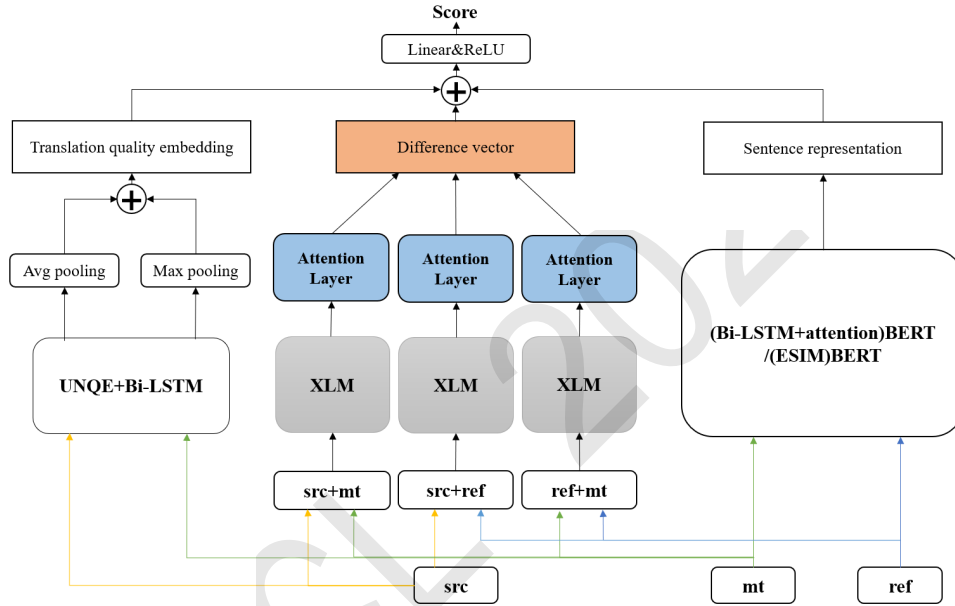 Score
Linear&ReLU
Translation quality embedding
Difference vector
Sentence representation
Avg pooling
Max pooling
Attention
Layer
Attention
Layer
Attention
Layer
(Bi-LSTM+attention)BERT
/(ESIM)BERT
UNQE+Bi-LSTM
XLM
XLM
XLM
src+mt
src+ref
ref+mt
src
mt
ref